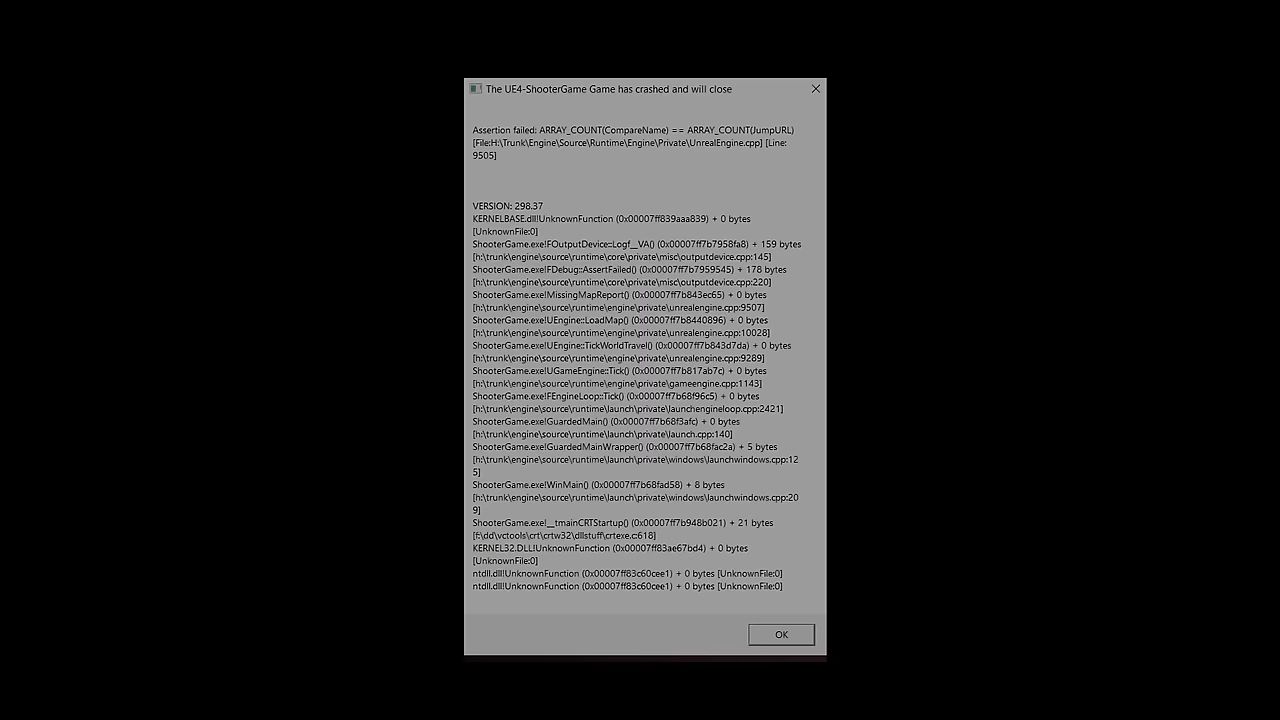 The UE4-ShooterGame Game has crashed and will close
Assertion failed: ARRAY_COUNT(CompareName) == ARRAY_COUNT(JumpURL)
[File:H:\Trunk\Engine\Source\Runtime\Engine\Private\UnrealEngine.cpp] [Line:
9505]
VERSION: 298.37
KERNELBASE.dll!UnknownFunction (0x00007ff839aaa839) + 0 bytes
[UnknownFile:0]
ShooterGame.exe!FOutputDevice::Logf__VA() (0x00007ff7b7958fa8) + 159 bytes
[h:\trunk\engine\source\runtime\core\private\misc\outputdevice.cpp:145]
ShooterGame.exe!FDebug::AssertFailed() (0x00007ff7b7959545) + 178 bytes
[h:\trunk\engine\source\runtime\core\private\misc\outputdevice.cpp:220]
ShooterGame.exe!MissingMapReport() (0x00007ff7b843ec65) + 0 bytes
[h:\trunk\engine\source\runtime\engine\private\unrealengine.cpp:9507]
ShooterGame.exe!UEngine::LoadMap() (0x00007ff7b8440896) + 0 bytes
[h:\trunk\engine\source\runtime\engine\private\unrealengine.cpp:10028]
ShooterGame.exe!UEngine::TickWorldTravel() (0x00007ff7b843d7da) + 0 bytes
[h:\trunk\engine\source\runtime\engine\private\unrealengine.cpp:9289]
ShooterGame.exe!UGameEngine::Tick() (0x00007ff7b817ab7c) + 0 bytes
[h:\trunk\engine\source\runtime\engine\private\gameengine.cpp:1143]
ShooterGame.exe!FEngineLoop::Tick() (0x00007ff7b68f96c5) + 0 bytes
[h:\trunk\engine\source\runtime\launch\private\launchengineloop.cpp:2421]
ShooterGame.exe!GuardedMain() (0x00007ff7b68f3afc) + 0 bytes
[h:\trunk\engine\source\runtime\launch\private\launch.cpp:140]
ShooterGame.exe!GuardedMainWrapper() (0x00007ff7b68fac2a) + 5 bytes
[h:\trunk\engine\source\runtime\launch\private\windows\launchwindows.cpp:12
5]
ShooterGame.exe!WinMain() (0x00007ff7b68fad58) + 8 bytes
[h:\trunk\engine\source\runtime\launch\private\windows\launchwindows.cpp:20
9]
ShooterGame.exe!__tmainCRTStartup() (0x00007ff7b948b021) + 21 bytes
[f:\dd\vctools\crt\crtw32\dllstuff\crtexe.c:618]
KERNEL32.DLL!UnknownFunction (0x00007ff83ae67bd4) + 0 bytes
[UnknownFile:0]
ntdll.dll!UnknownFunction (0x00007ff83c60cee1) + 0 bytes [UnknownFile:0]
ntdll.dll!UnknownFunction (0x00007ff83c60cee1) + 0 bytes [UnknownFile:0]
OK